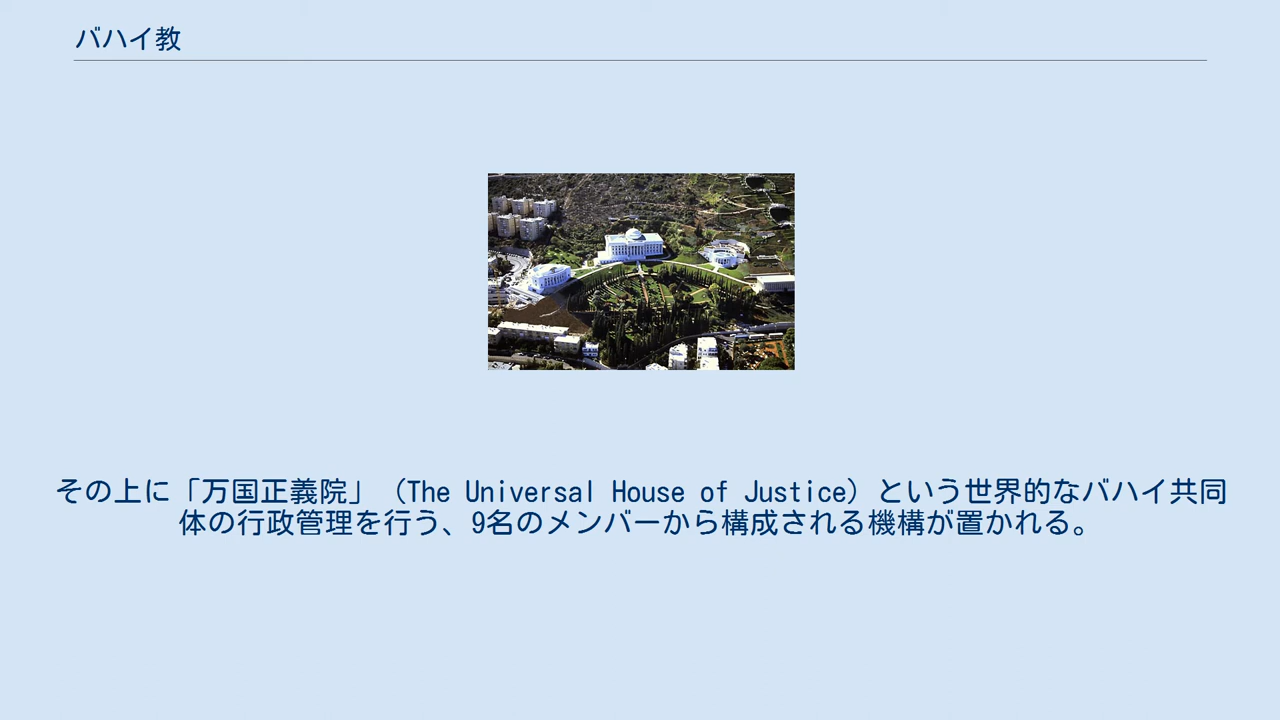 バハイ教
その上に「万国正義院」（The Universal House of Justice）という世界的なバハイ共同
体の行政管理を行う、9名のメンバーから構成される機構が置かれる。